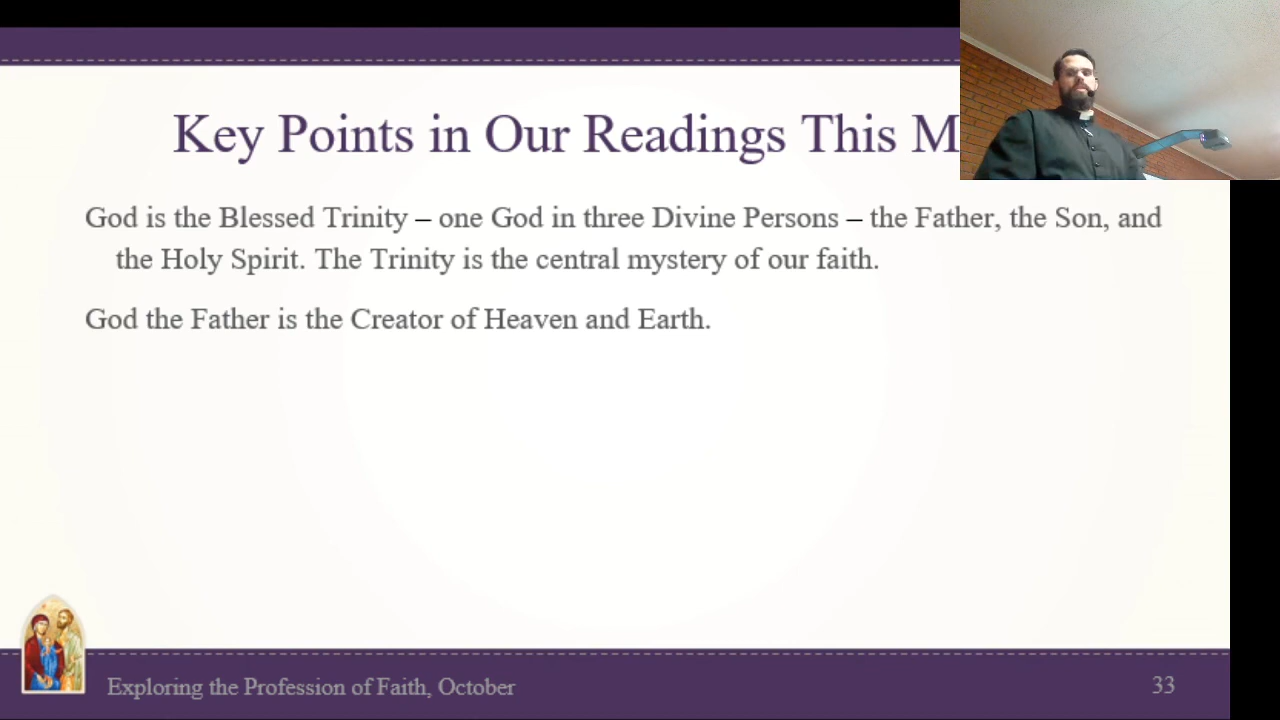 Key Points in Our Readings This M
God is the Blessed Trinity – one God in three Divine Persons – the Father, the Son, and
the Holy Spirit. The Trinity is the central mystery of our faith.
God the Father is the Creator of Heaven and Earth.
Exploring the Profession of Faith, October
33